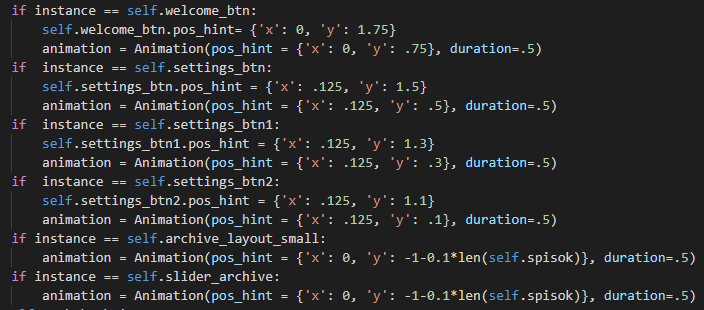 if instance == self.welcome_btn:
    self.welcome_btn.pos_hint= {'x': 0, 'y': 1.75}
    animation = Animation(pos_hint = {'x': 0, 'y': .75}, duration=.5)
if  instance == self.settings_btn:
    self.settings_btn.pos_hint = {'x': .125, 'y': 1.5}
    animation = Animation(pos_hint = {'x': .125, 'y': .5}, duration=.5)
if  instance == self.settings_btn1:
    self.settings_btn1.pos_hint = {'x': .125, 'y': 1.3}
    animation = Animation(pos_hint = {'x': .125, 'y': .3}, duration=.5)
if  instance == self.settings_btn2:
    self.settings_btn2.pos_hint = {'x': .125, 'y': 1.1}
    animation = Animation(pos_hint = {'x': .125, 'y': .1}, duration=.5)
if instance == self.archive_layout_small:
    animation = Animation(pos_hint = {'x': 0, 'y': -1-0.1*len(self.spisok)}, duration=.5)
if instance == self.slider_archive:
    animation = Animation(pos_hint = {'x': 0, 'y': -1-0.1*len(self.spisok)}, duration=.5)